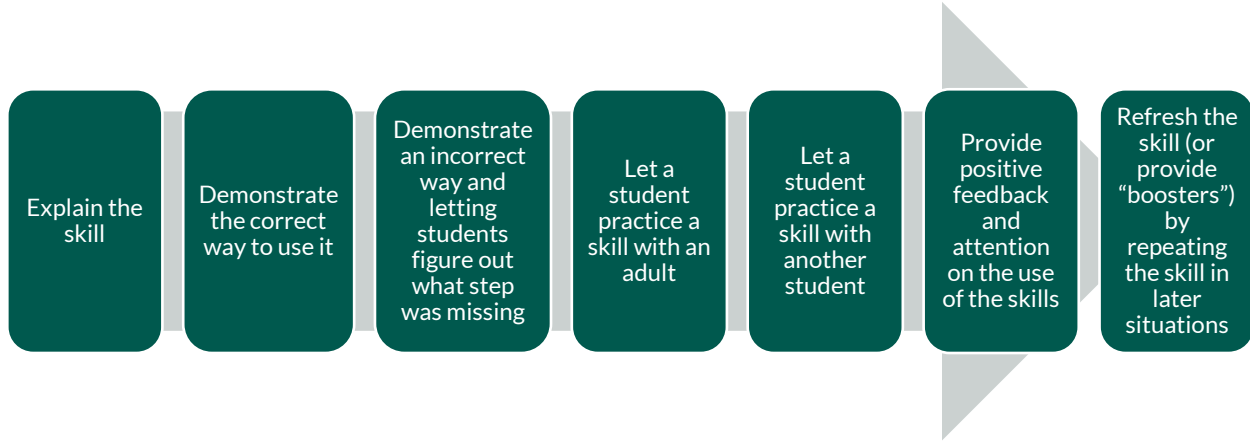 Explain the
skill
Demonstrate
the correct
way to use it
Demonstrate
an incorrect
way and
letting
students
figure out
what step
was missing
Let a
student
practice a
skill with an
adult
Let a
student
practice a
skill with
another
student
Provide
positive
feedback
and
attention
on the use
of the skills
Refresh the
skill (or
provide
“boosters”)
by
repeating
the skill in
later
situations